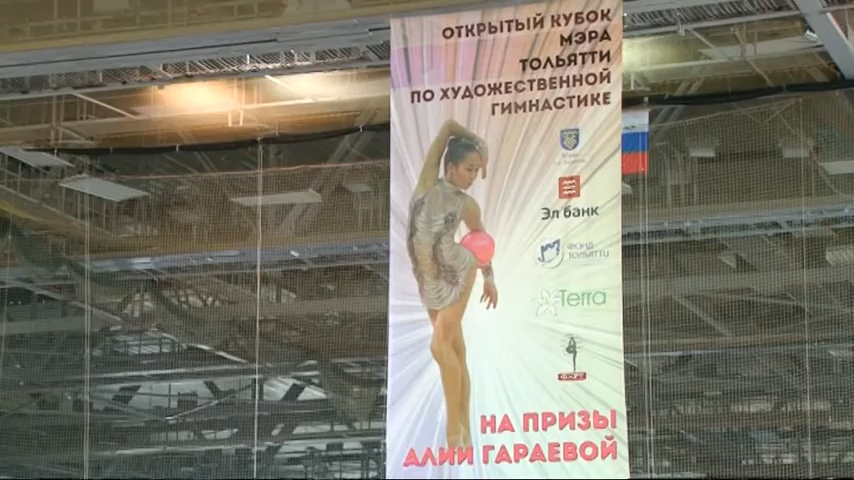 ОТКРЫТЫЙ КУБОК
МЭРА
ТОЛЬЯТТИ
ПО ХУДОЖЕСТВЕННОЙ
ГИМНАСТИКЕ
Эл банк
ФОНД
ТОЛЬЯТТИ
Terra
НА ПРИЗЫ
АЛИИ ГАРАЕВОЙ